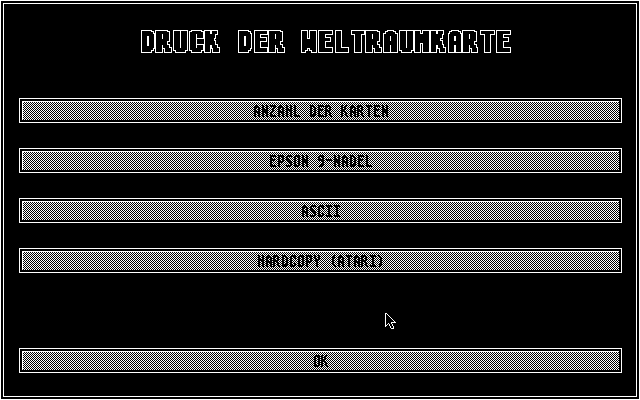 DRUCK DER WELTRAUMKARTE
ANZAHL DER KARTEN
EPSON 9-NADEL
ASCII
HARDCOPY (ATARI)
OK